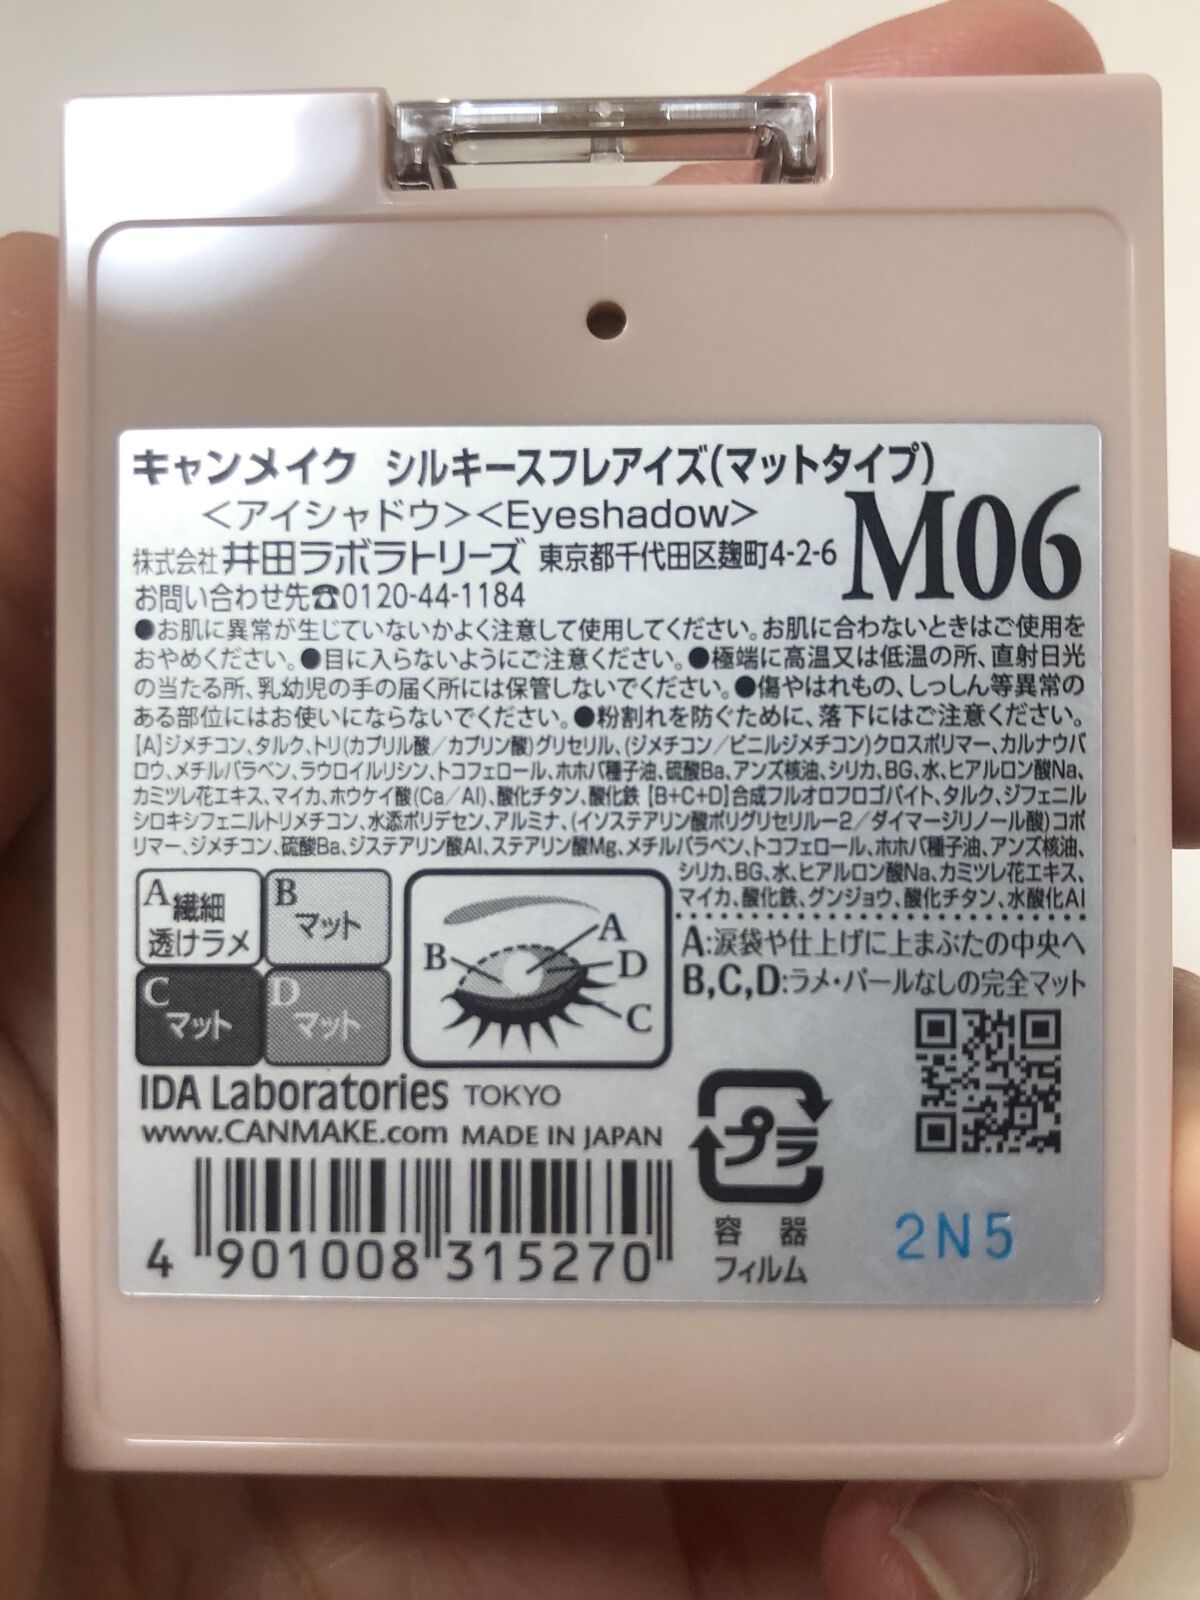 キャンメイク シルキースフレアイズ(マットタイプ)
<アイシャドウ><Eyeshadow>
M06
株式会社 井田ラボラトリーズ 東京都千代田区麹町4-2-6
お問い合わせ先☎0120-44-1184
●お肌に異常が生じていないかよく注意して使用してください。お肌に合わないときはご使用を
おやめください。●目に入らないようにご注意ください。●極端に高温又は低温の所、直射日光
の当たる所、乳幼児の手の届く所には保管しないでください。●傷やはれもの、しっしん等異常の
ある部位にはお使いにならないでください。●粉割れを防ぐために、落下にはご注意ください。
【A】ジメチコン、タルク、トリ(カプリル酸/カプリン酸)グリセリル、(ジメチコン/ビニルジメチコン)クロスポリマー、カルナウバ
ロウ、メチルパラベン、ラウロイルリシン、トコフェロール、ホホバ種子油、硫酸Ba、アンズ核油、シリカ、BG、水、ヒアルロン酸Na、
カミツレ花エキス、マイカ、ホウケイ酸(Ca/Al)、酸化チタン、酸化鉄【B+C+D】合成フルオロフロゴパイト、タルク、ジフェニル
シロキシフェニルトリメチコン、水添ポリデセン、アルミナ、(イソステアリン酸ポリグリセリル-2/ダイマージリノール酸)コポ
リマー、ジメチコン、硫酸Ba、ジステアリン酸Al、ステアリン酸Mg、メチルパラベン、トコフェロール、ホホバ種子油、アンズ核油、
シリカ、BG、水、ヒアルロン酸Na、カミツレ花エキス、
マイカ、酸化鉄、グンジョウ、酸化チタン、水酸化Al
A 繊細
透けラメ
B
マット
C
マット
D
マット
A
B
D
C
A:涙袋や仕上げに上まぶたの中央へ
B,C,D:ラメ・パールなしの完全マット
IDA Laboratories TOKYO
www.CANMAKE.com MADE IN JAPAN
4 901008 315270
プラ
容器
フィルム
2N5